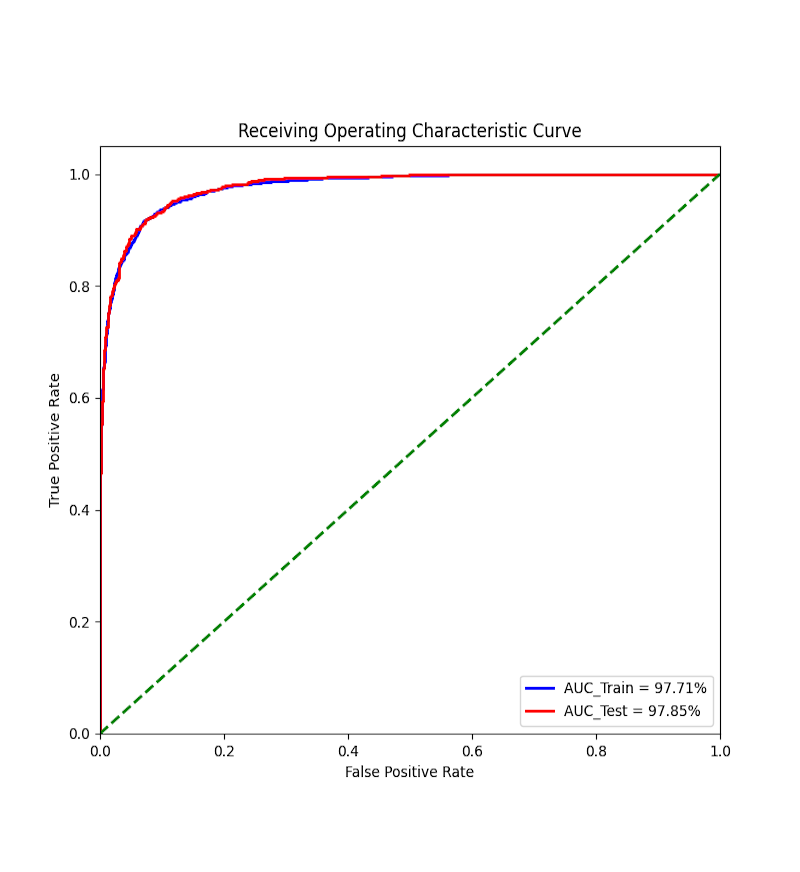 Receiving Operating Characteristic Curve
True Positive Rate
1.0
0.8
0.6
0.4
0.2
0.0
AUC_Train = 97.71%
AUC_Test = 97.85%
0.0 0.2 0.4 0.6 0.8 1.0
False Positive Rate